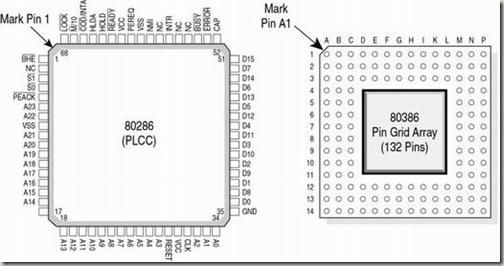 Mark Pin 1
LOCK
M/IO
COD/INTA
HLDA
HOLD
READY
VCC
PEREQ
VSS
NMI
NC
INTR
NC
NC
BUSY
ERROR
CAP
68
52
1
51
BHE
NC
S1
S0
PEACK
A23
A22
VSS
A21
A20
A19
A18
A17
A16
A15
A14
80286
(PLCC)
D15
D7
D14
D6
D13
D5
D12
D4
D11
D3
D10
D2
D9
D1
D8
D0
GND
17
18
35
34
A13
A12
A11
A10
A9
A8
A7
A6
A5
A4
A3
RESET
VCC
CLK
A2
A1
A0
Mark
Pin A1
A B C D E F G H I K L M N P
1
2
3
4
5
6
7
8
9
10
11
12
13
14
80386
Pin Grid Array
(132 Pins)